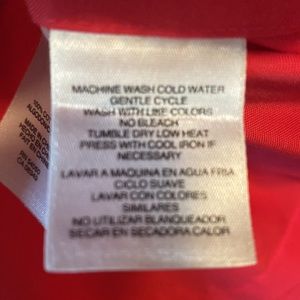 MACHINE WASH COLD WATER
GENTLE CYCLE
WASH WITH LIKE COLORS
NO BLEACH
TUMBLE DRY LOW HEAT
PRESS WITH COOL IRON IF
NECESSARY
LAVAR A MAQUINA EN AGUA FRIA
CICLO SUAVE
LAVAR CON COLORES
SIMILARES
NO UTILIZAR BLANQUEADOR
SECAR EN SECADORA CALOR